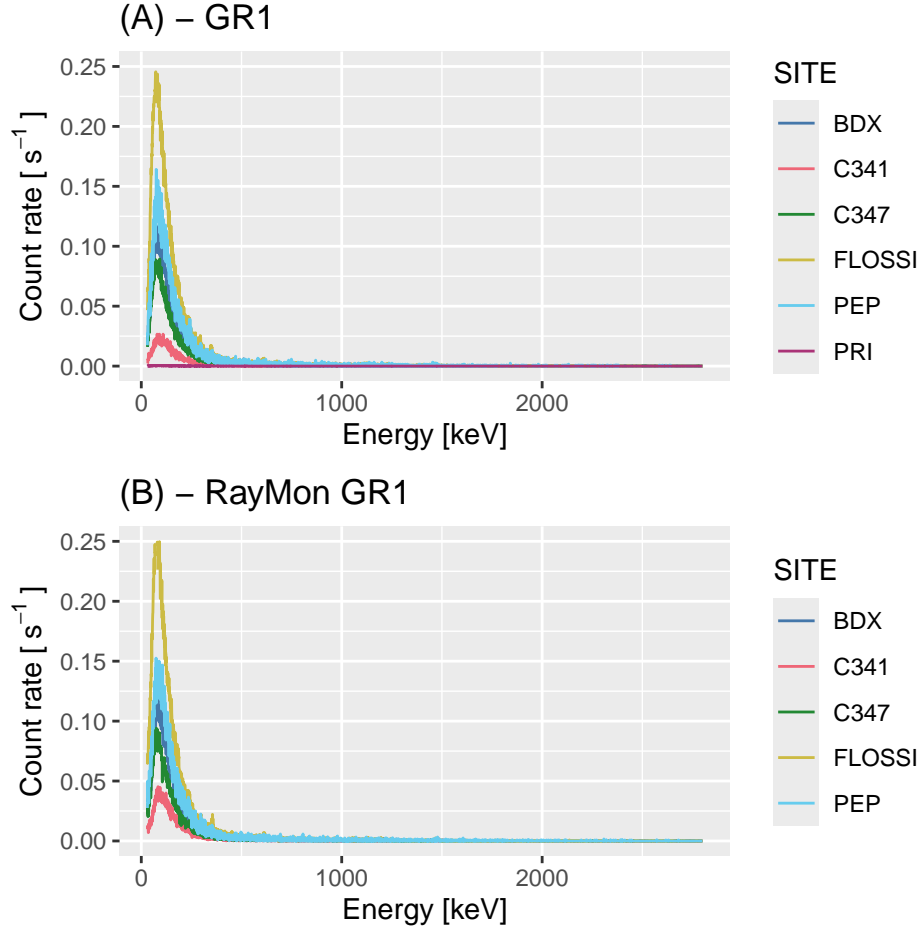 (A) – GR1
0.25
0.20
0.15
0.10
0.05
0.00
Count rate [ s⁻¹ ]
0
1000
2000
Energy [keV]
SITE
BDX
C341
C347
FLOSSI
PEP
PRI
(B) – RayMon GR1
0.25
0.20
0.15
0.10
0.05
0.00
Count rate [ s⁻¹ ]
0
1000
2000
Energy [keV]
SITE
BDX
C341
C347
FLOSSI
PEP